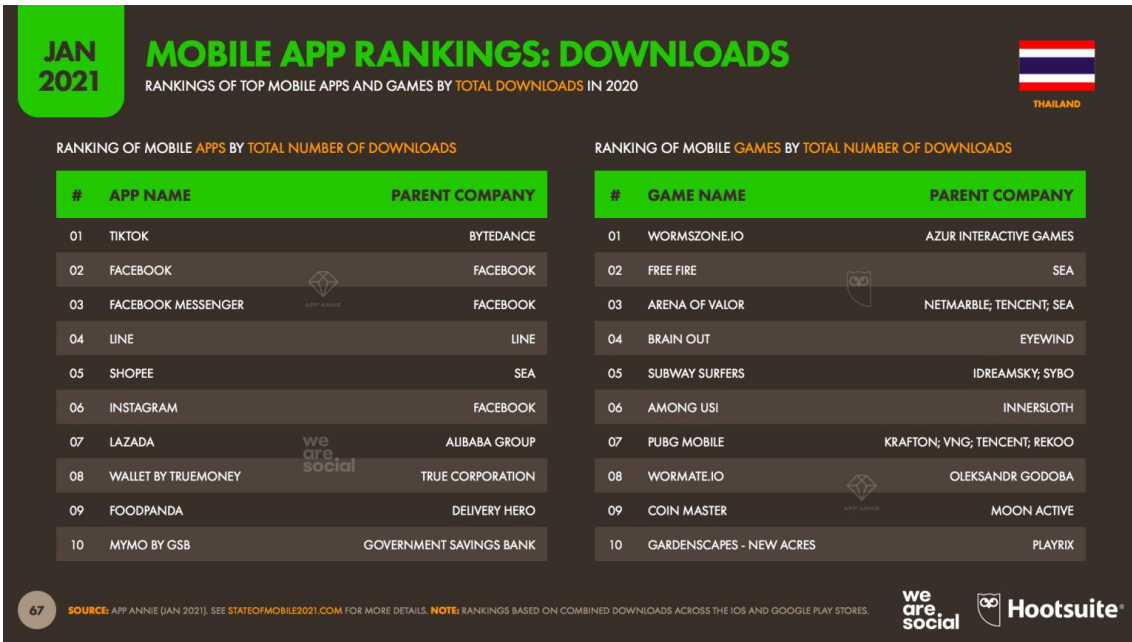 JAN
2021
MOBILE APP RANKINGS: DOWNLOADS
RANKINGS OF TOP MOBILE APPS AND GAMES BY TOTAL DOWNLOADS IN 2020
THAILAND
RANKING OF MOBILE APPS BY TOTAL NUMBER OF DOWNLOADS
# APP NAME PARENT COMPANY
01 TIKTOK BYTEDANCE
02 FACEBOOK FACEBOOK
03 FACEBOOK MESSENGER FACEBOOK
04 LINE LINE
05 SHOPEE SEA
06 INSTAGRAM FACEBOOK
07 LAZADA ALIBABA GROUP
08 WALLET BY TRUEMONEY TRUE CORPORATION
09 FOODPANDA DELIVERY HERO
10 MYMO BY GSB GOVERNMENT SAVINGS BANK
APP ANNIE
we
are.
social
RANKING OF MOBILE GAMES BY TOTAL NUMBER OF DOWNLOADS
# GAME NAME PARENT COMPANY
01 WORMSZONE.IO AZUR INTERACTIVE GAMES
02 FREE FIRE SEA
03 ARENA OF VALOR NETMARBLE; TENCENT; SEA
04 BRAIN OUT EYEWIND
05 SUBWAY SURFERS IDREAMSKY; SYBO
06 AMONG US! INNERSLOTH
07 PUBG MOBILE KRAFTON; VNG; TENCENT; REKOO
08 WORMATE.IO OLEKSANDR GODOBA
09 COIN MASTER MOON ACTIVE
10 GARDENSCAPES - NEW ACRES PLAYRIX
APP ANNIE
67
SOURCE: APP ANNIE (JAN 2021). SEE STATEOFMOBILE2021.COM FOR MORE DETAILS. NOTE: RANKINGS BASED ON COMBINED DOWNLOADS ACROSS THE IOS AND GOOGLE PLAY STORES.
we
are.
social
Hootsuite®